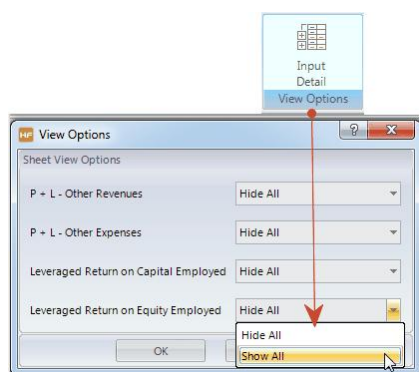 Input
Detail
View Options
HF View Options
?
Sheet View Options
P + L - Other Revenues Hide All
P + L - Other Expenses Hide All
Leveraged Return on Capital Employed Hide All
Leveraged Return on Equity Employed Hide All
Hide All
OK Show All